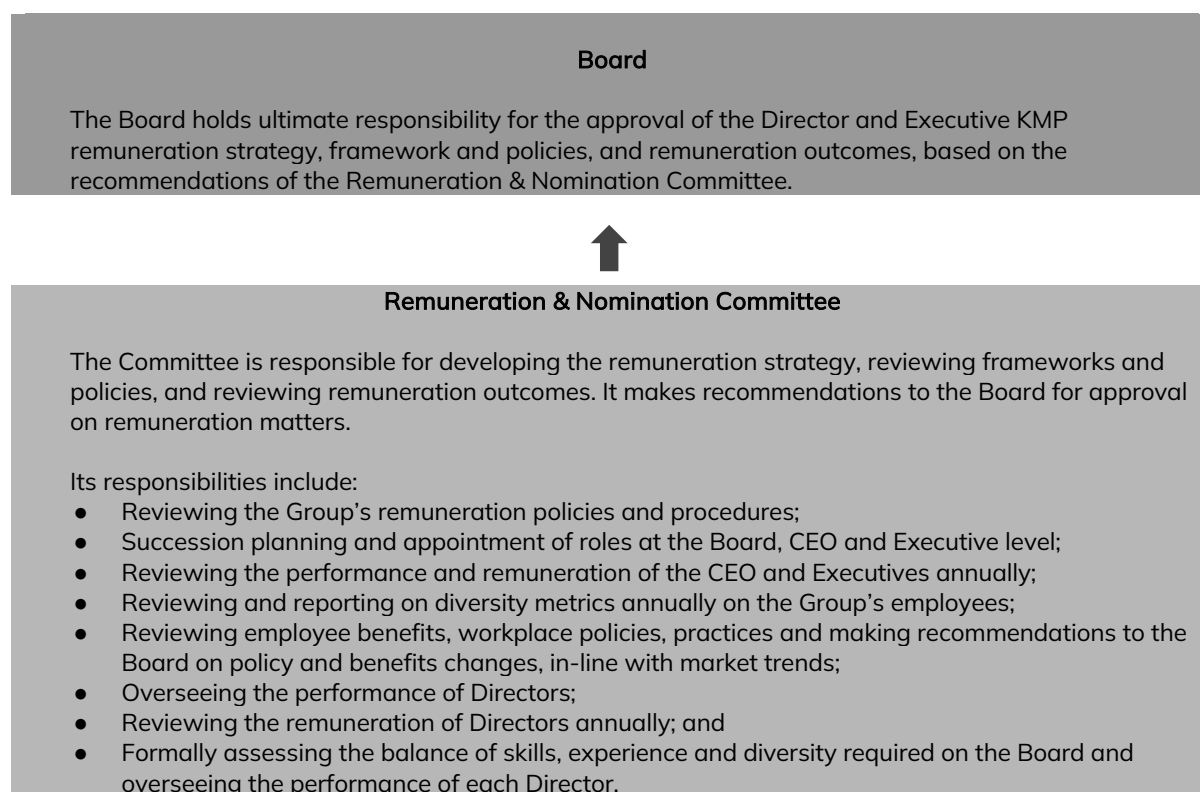 Board
The Board holds ultimate responsibility for the approval of the Director and Executive KMP
remuneration strategy, framework and policies, and remuneration outcomes, based on the
recommendations of the Remuneration & Nomination Committee.
Remuneration & Nomination Committee
The Committee is responsible for developing the remuneration strategy, reviewing frameworks and
policies, and reviewing remuneration outcomes. It makes recommendations to the Board for approval
on remuneration matters.
Its responsibilities include:
● Reviewing the Group’s remuneration policies and procedures;
● Succession planning and appointment of roles at the Board, CEO and Executive level;
● Reviewing the performance and remuneration of the CEO and Executives annually;
● Reviewing and reporting on diversity metrics annually on the Group’s employees;
● Reviewing employee benefits, workplace policies, practices and making recommendations to the
Board on policy and benefits changes, in-line with market trends;
● Overseeing the performance of Directors;
● Reviewing the remuneration of Directors annually; and
● Formally assessing the balance of skills, experience and diversity required on the Board and
overseeing the performance of each Director.